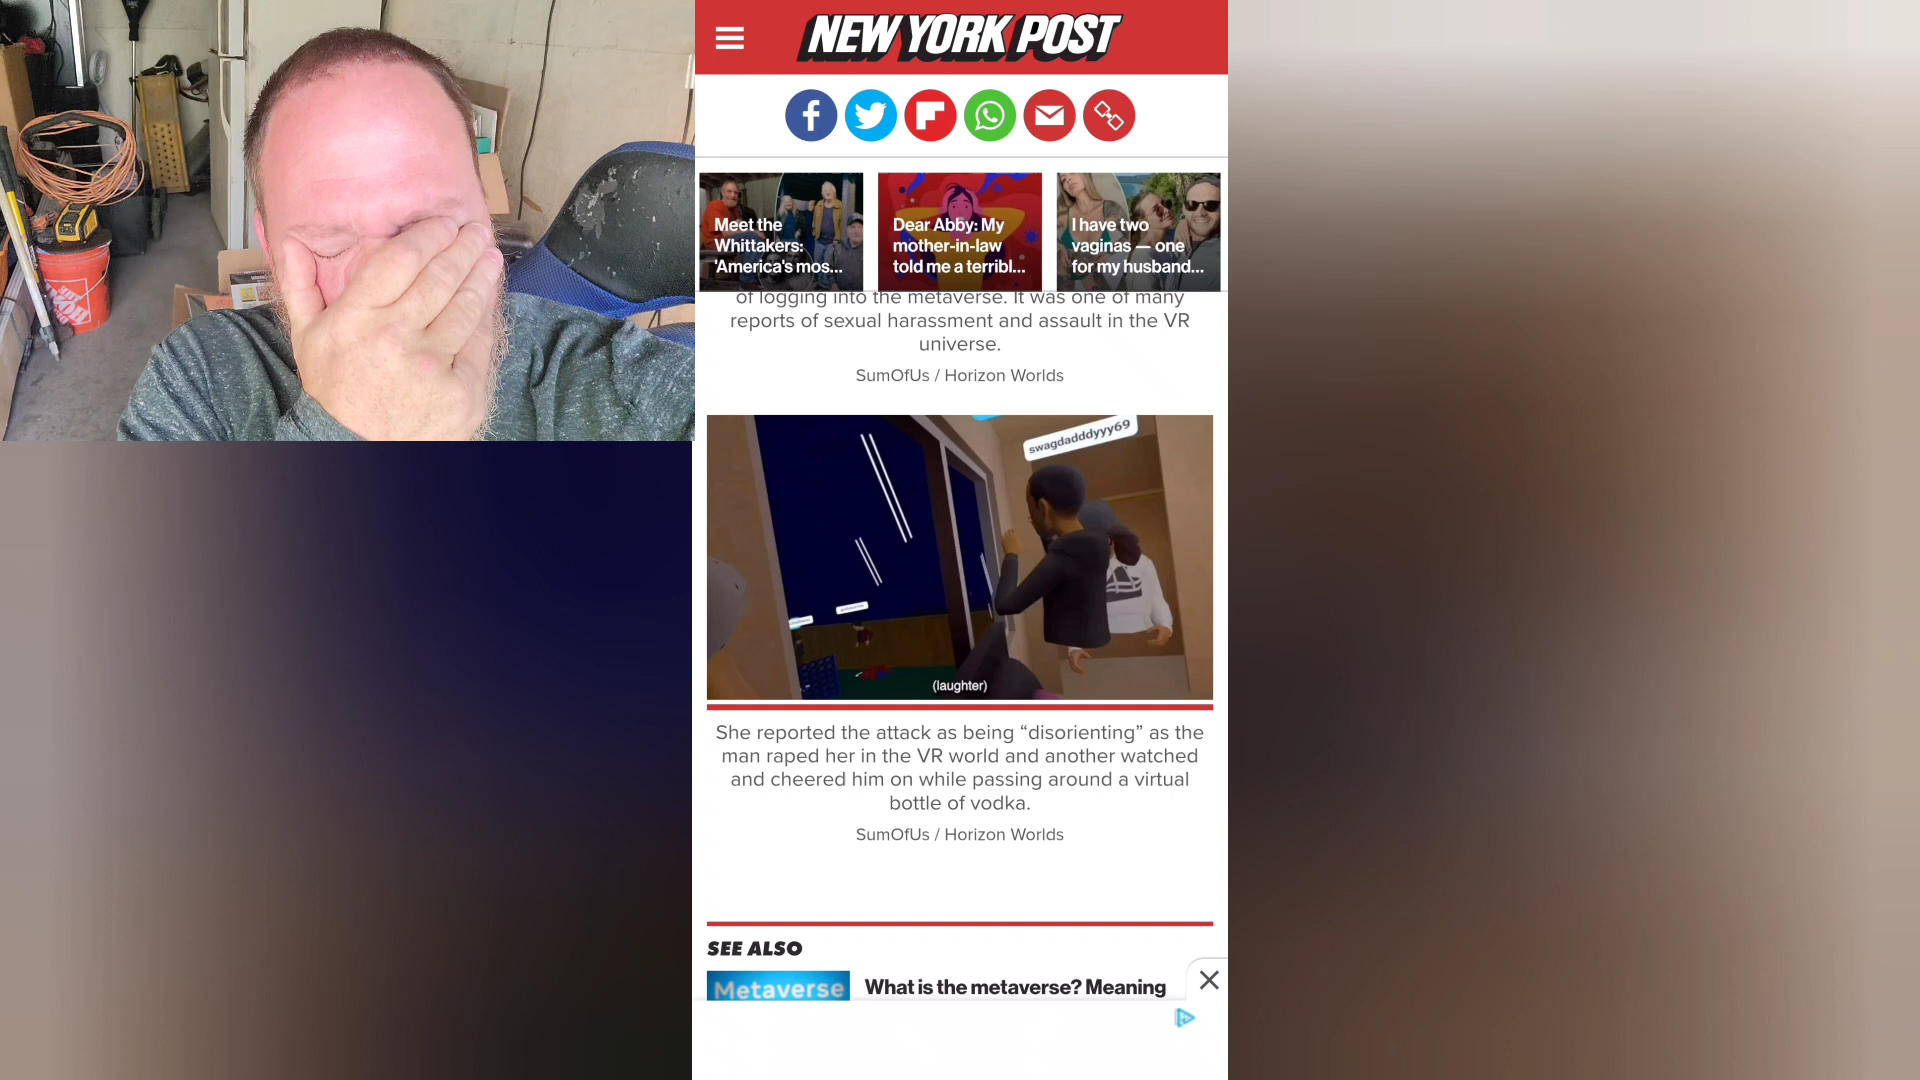 NEW YORK POST
Meet the
Whittakers:
'America's mos...
Dear Abby: My
mother-in-law
told me a terribl...
I have two
vaginas — one
for my husband...
of logging into the metaverse. It was one of many
reports of sexual harassment and assault in the VR
universe.
SumOfUs / Horizon Worlds
swagdadddyyy69
(laughter)
She reported the attack as being “disorienting” as the
man raped her in the VR world and another watched
and cheered him on while passing around a virtual
bottle of vodka.
SumOfUs / Horizon Worlds
SEE ALSO
Metaverse
What is the metaverse? Meaning